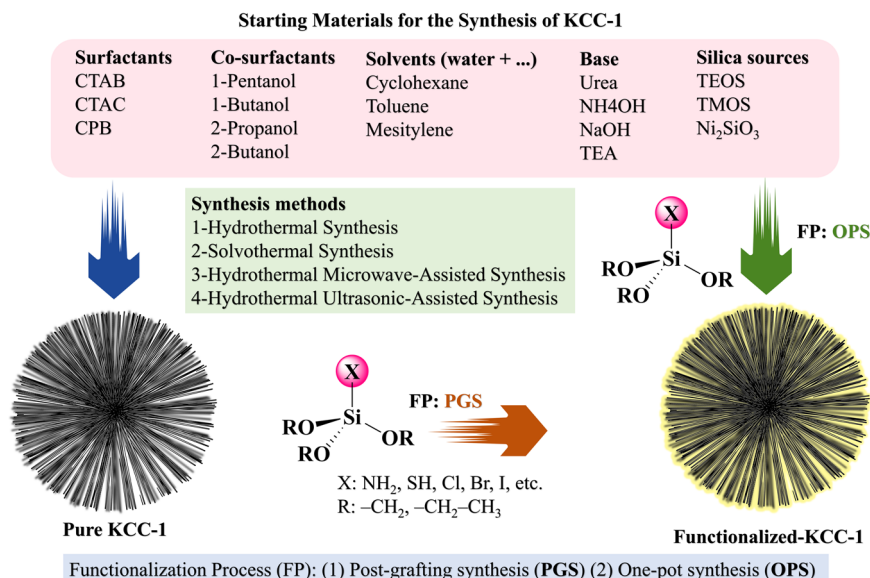 Starting Materials for the Synthesis of KCC-1
Surfactants
CTAB
CTAC
CPB
Co-surfactants
1-Pentanol
1-Butanol
2-Propanol
2-Butanol
Solvents (water + ...)
Cyclohexane
Toluene
Mesitylene
Base
Urea
NH4OH
NaOH
TEA
Silica sources
TEOS
TMOS
Ni₂SiO₃
Synthesis methods
1-Hydrothermal Synthesis
2-Solvothermal Synthesis
3-Hydrothermal Microwave-Assisted Synthesis
4-Hydrothermal Ultrasonic-Assisted Synthesis
X
Si
RO
OR
RO
FP: OPS
X
Si
RO
OR
RO
FP: PGS
X: NH₂, SH, Cl, Br, I, etc.
R: –CH₂, –CH₂–CH₃
Pure KCC-1
Functionalized-KCC-1
Functionalization Process (FP): (1) Post-grafting synthesis (PGS) (2) One-pot synthesis (OPS)